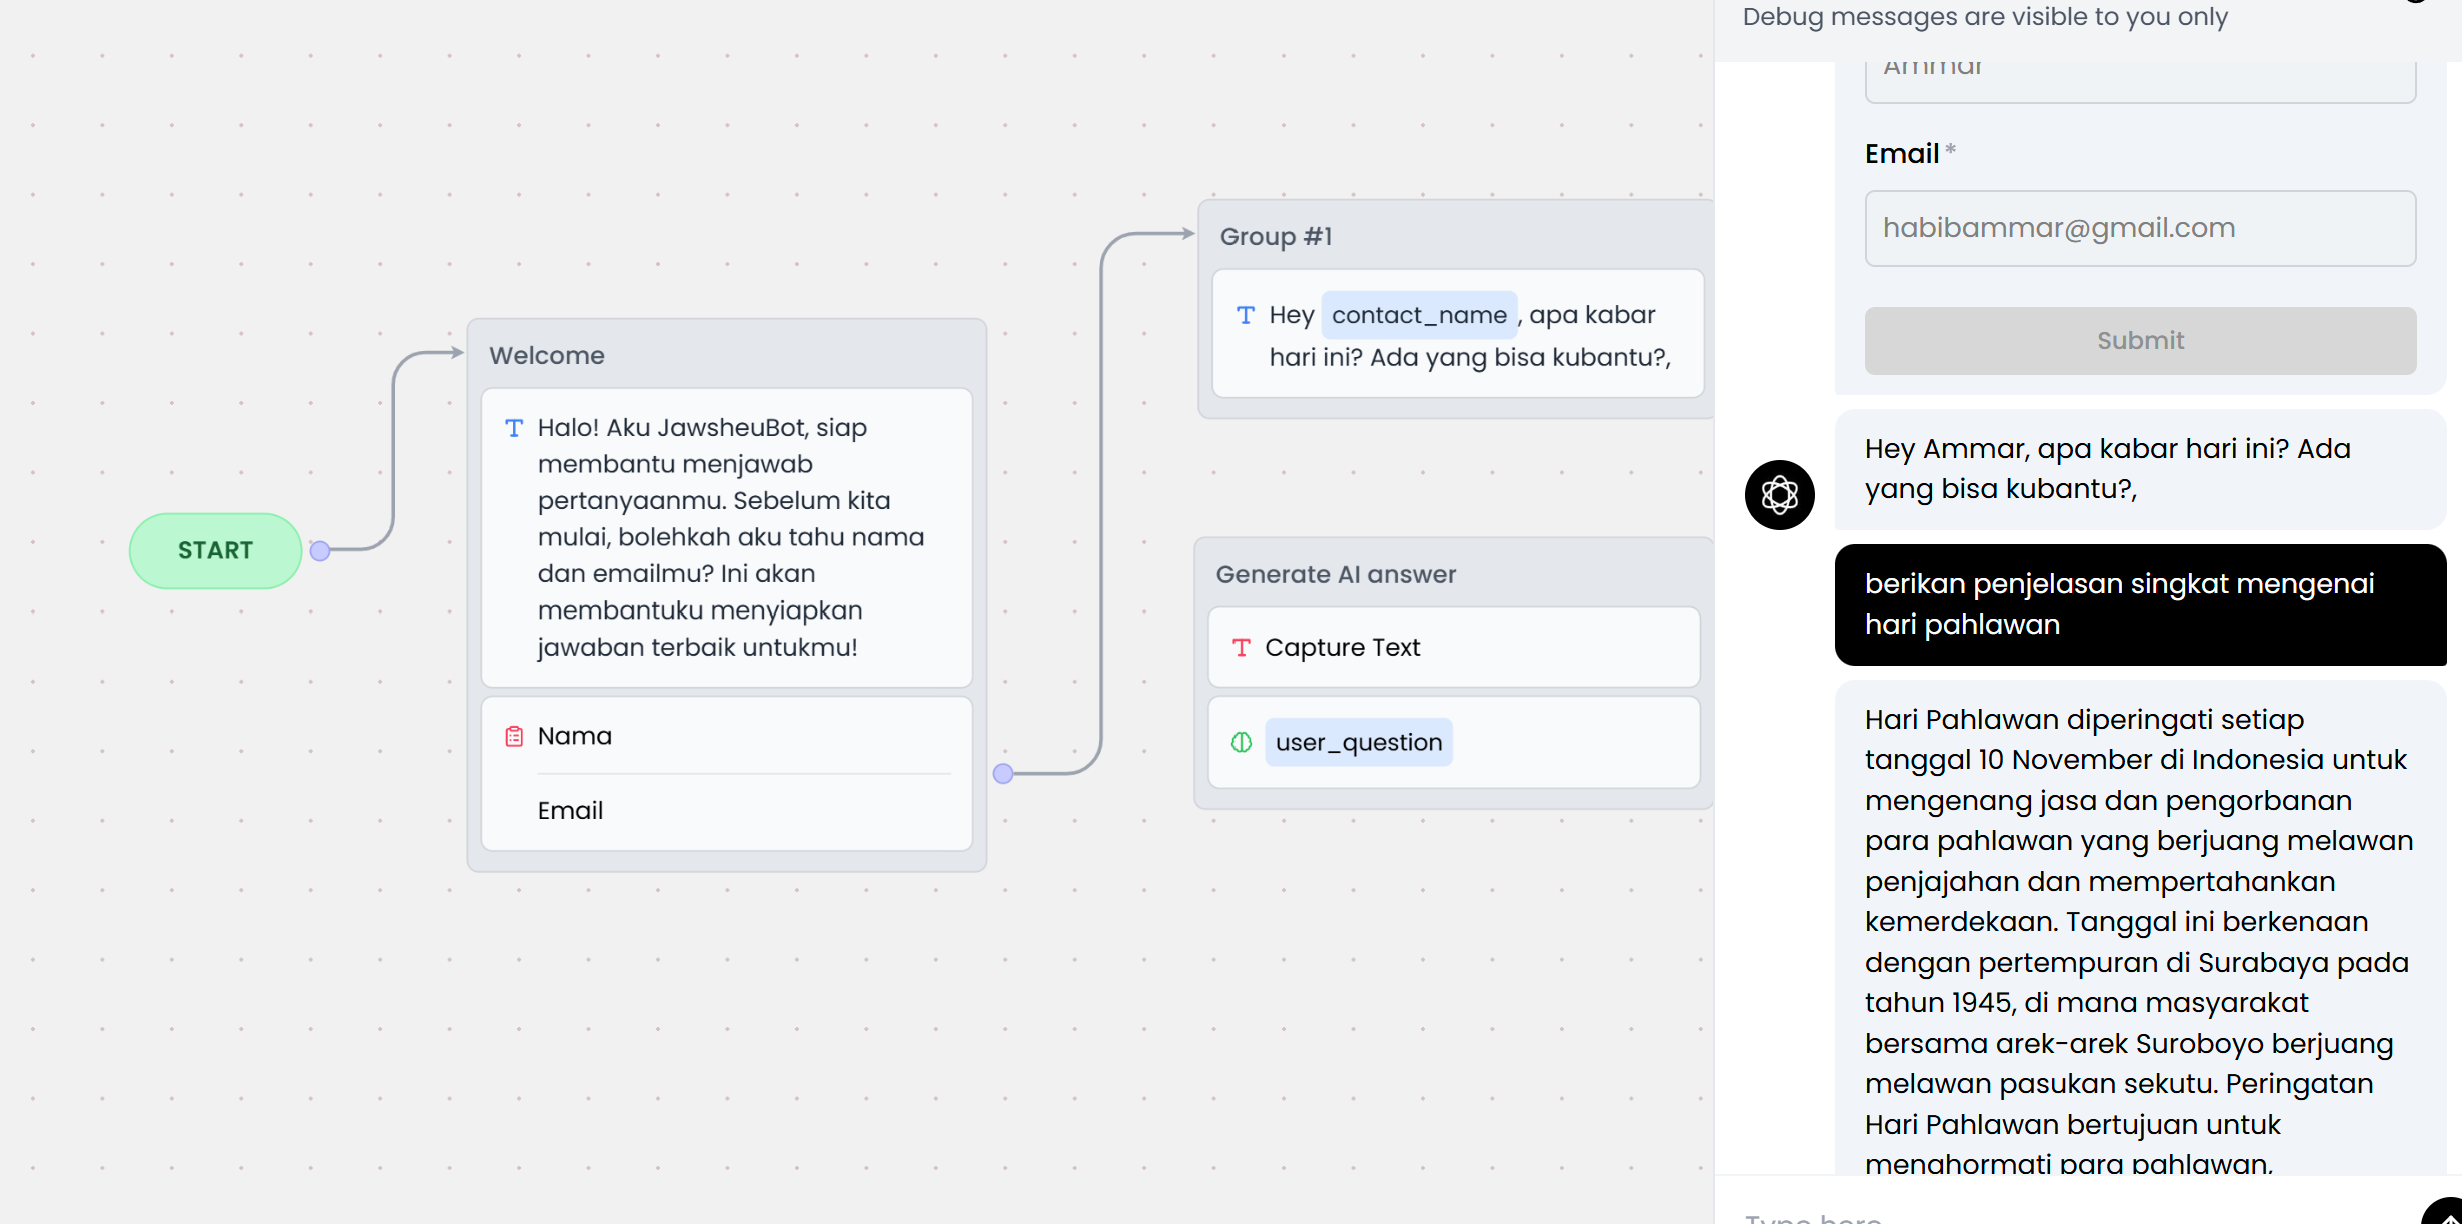 START
Welcome
Halo! Aku JawsheuBot, siap
membantu menjawab
pertanyaanmu. Sebelum kita
mulai, bolehkah aku tahu nama
dan emailmu? Ini akan
membantuku menyiapkan
jawaban terbaik untukmu!
Nama
Email
Group #1
Hey contact_name , apa kabar
hari ini? Ada yang bisa kubantu?,
Generate AI answer
Capture Text
user_question
Debug messages are visible to you only
Ammar
Email *
habibammar@gmail.com
Submit
Hey Ammar, apa kabar hari ini? Ada
yang bisa kubantu?,
berikan penjelasan singkat mengenai
hari pahlawan
Hari Pahlawan diperingati setiap
tanggal 10 November di Indonesia untuk
mengenang jasa dan pengorbanan
para pahlawan yang berjuang melawan
penjajahan dan mempertahankan
kemerdekaan. Tanggal ini berkenaan
dengan pertempuran di Surabaya pada
tahun 1945, di mana masyarakat
bersama arek-arek Suroboyo berjuang
melawan pasukan sekutu. Peringatan
Hari Pahlawan bertujuan untuk
menghormati para pahlawan,
Type here